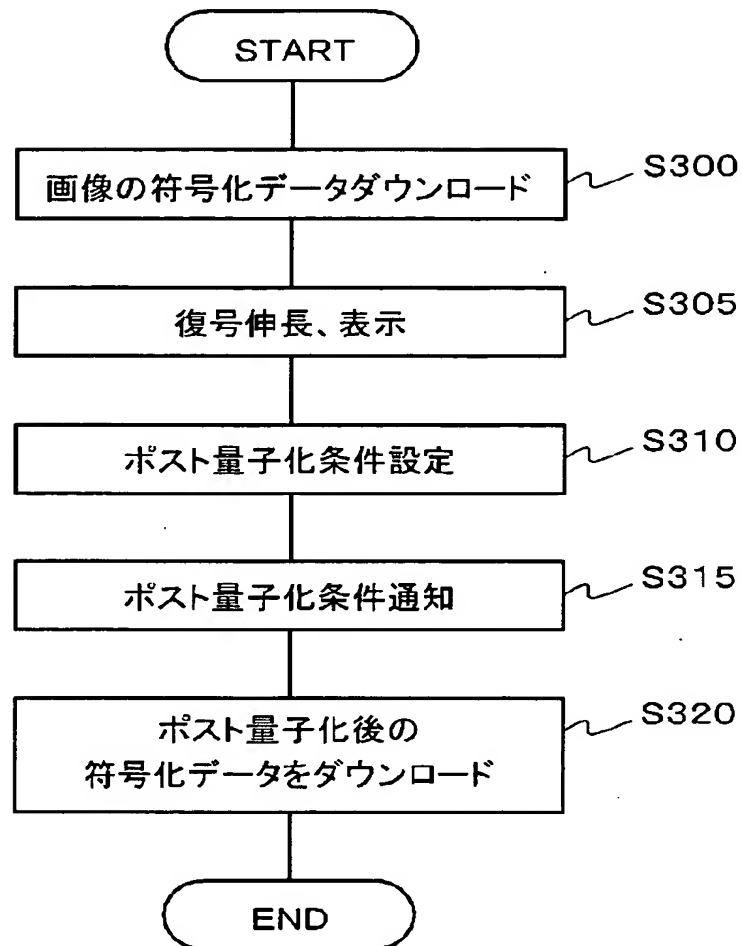 START
画像の符号化データダウンロード
S300
復号伸長、表示
S305
ポスト量子化条件設定
S310
ポスト量子化条件通知
S315
ポスト量子化後の
符号化データをダウンロード
S320
END